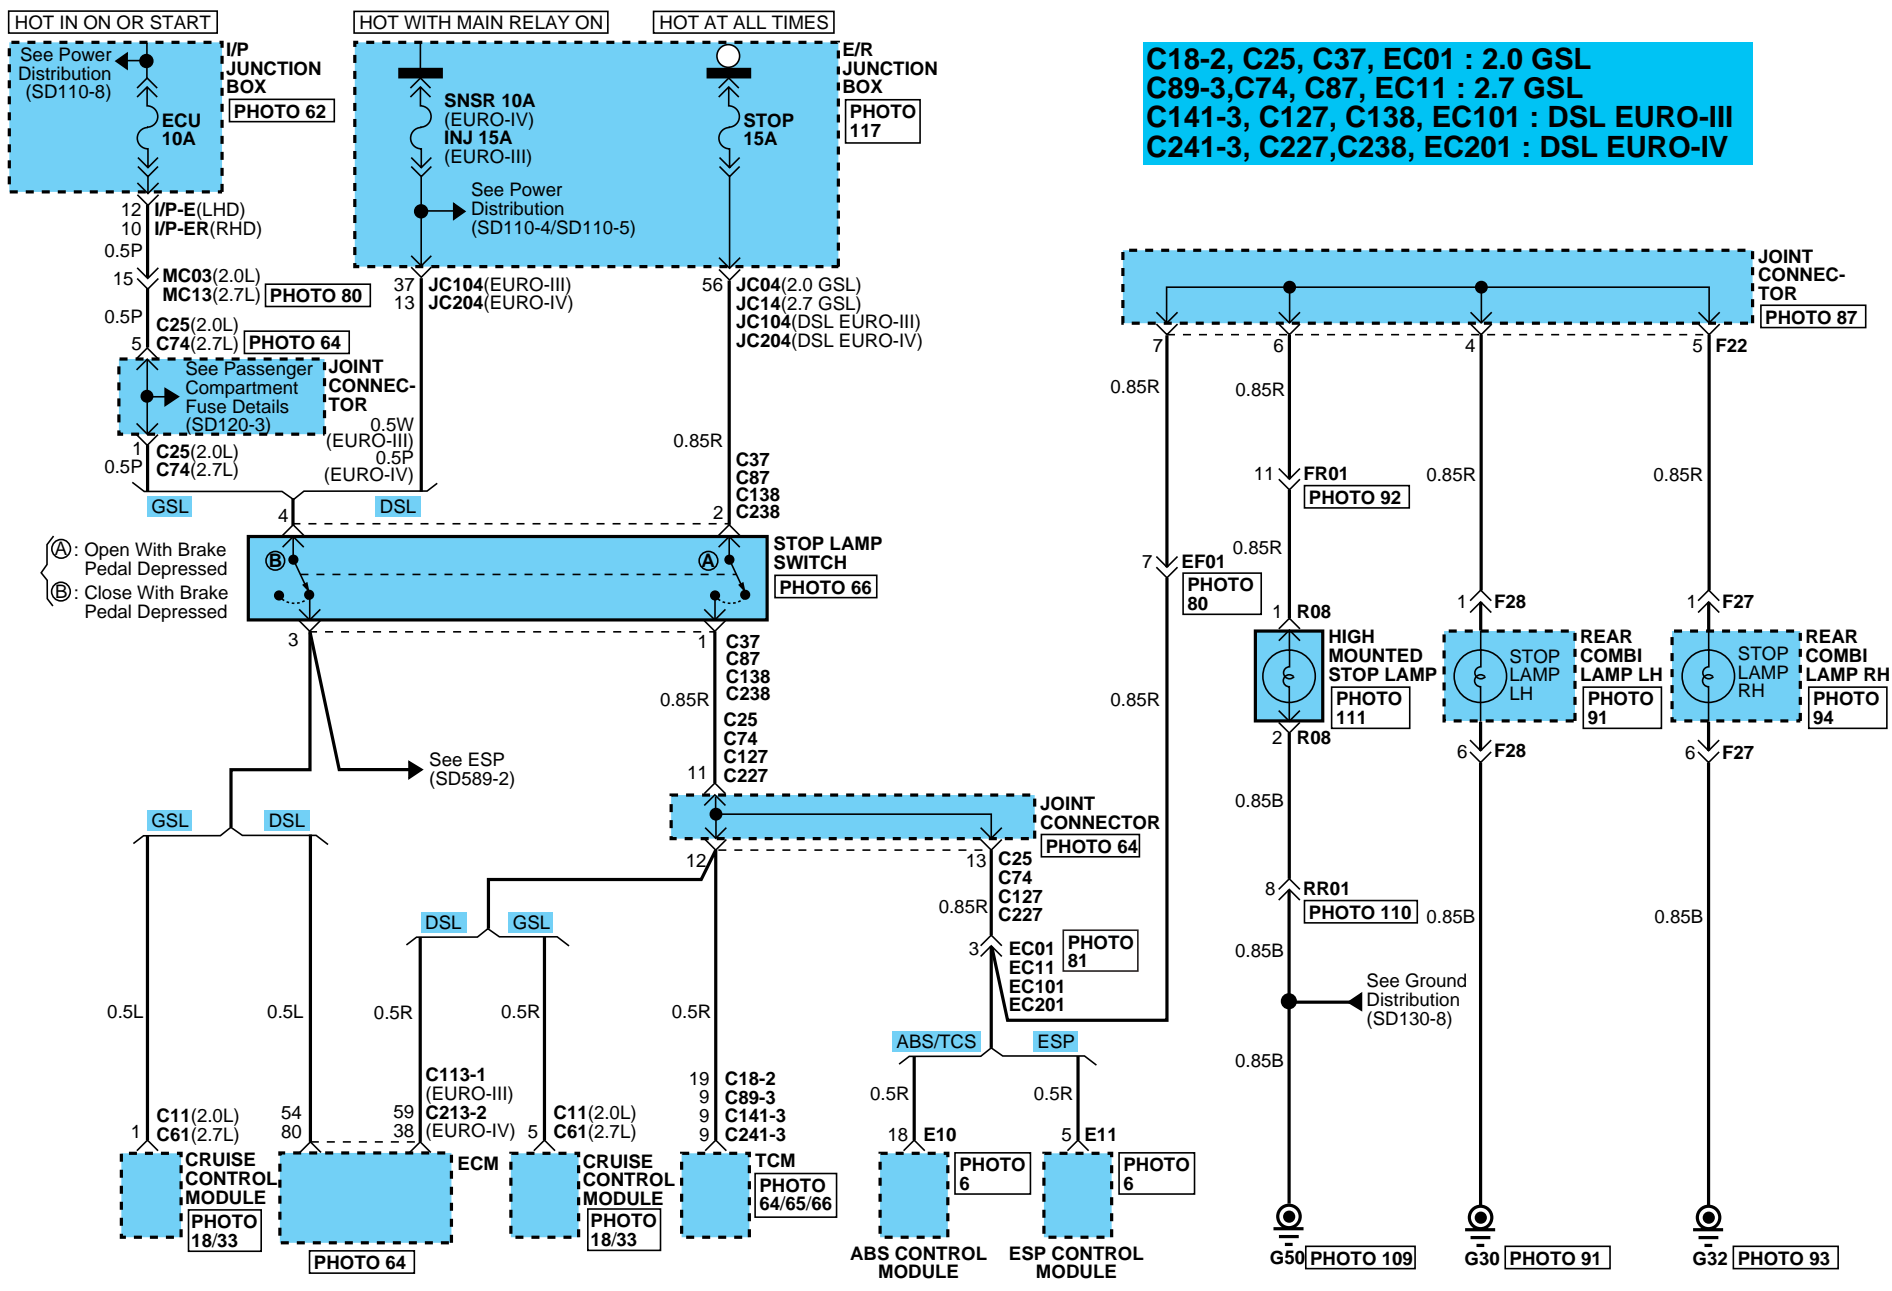 HOT IN ON OR START
HOT WITH MAIN RELAY ON
HOT AT ALL TIMES
See Power
Distribution
(SD110-8)
ECU
10A
I/P
JUNCTION
BOX
PHOTO 62
SNSR 10A
(EURO-IV)
INJ 15A
(EURO-III)
See Power
Distribution
(SD110-4/SD110-5)
STOP
15A
E/R
JUNCTION
BOX
PHOTO
117
C18-2, C25, C37, EC01 : 2.0 GSL
C89-3,C74, C87, EC11 : 2.7 GSL
C141-3, C127, C138, EC101 : DSL EURO-III
C241-3, C227,C238, EC201 : DSL EURO-IV
12 I/P-E(LHD)
10 I/P-ER(RHD)
0.5P
15 MC03(2.0L)
MC13(2.7L) PHOTO 80
0.5P
C25(2.0L)
5 C74(2.7L) PHOTO 64
See Passenger
Compartment
Fuse Details
(SD120-3)
JOINT
CONNEC-
TOR
1 C25(2.0L)
0.5P C74(2.7L)
37 JC104(EURO-III)
13 JC204(EURO-IV)
0.5W
(EURO-III)
0.5P
(EURO-IV)
56 JC04(2.0 GSL)
JC14(2.7 GSL)
JC104(DSL EURO-III)
JC204(DSL EURO-IV)
0.85R
C37
C87
C138
C238
GSL
DSL
4
2
A : Open With Brake
Pedal Depressed
B : Close With Brake
Pedal Depressed
B
A
STOP LAMP
SWITCH
PHOTO 66
3
1 C37
C87
C138
C238
0.85R
C25
C74
C127
11 C227
See ESP
(SD589-2)
JOINT
CONNECTOR
PHOTO 64
12
13 C25
C74
C127
C227
0.85R
GSL
DSL
DSL
GSL
3 EC01
EC11
EC101
EC201
PHOTO
81
0.5L
0.5L
0.5R
0.5R
0.5R
ABS/TCS
ESP
0.5R
0.5R
C11(2.0L)
1 C61(2.7L)
54
80
C113-1
(EURO-III)
59 C213-2
38 (EURO-IV)
C11(2.0L)
5 C61(2.7L)
19 C18-2
9 C89-3
9 C141-3
9 C241-3
18 E10
5 E11
CRUISE
CONTROL
MODULE
PHOTO
18/33
ECM
PHOTO 64
CRUISE
CONTROL
MODULE
PHOTO
18/33
TCM
PHOTO
64/65/66
PHOTO
6
ABS CONTROL
MODULE
PHOTO
6
ESP CONTROL
MODULE
JOINT
CONNEC-
TOR
PHOTO 87
7
6
4
5 F22
0.85R
0.85R
0.85R
0.85R
11 FR01
PHOTO 92
0.85R
7 EF01
PHOTO
80
0.85R
1 R08
1 F28
1 F27
HIGH
MOUNTED
STOP LAMP
PHOTO
111
STOP
LAMP
LH
REAR
COMBI
LAMP LH
PHOTO
91
STOP
LAMP
RH
REAR
COMBI
LAMP RH
PHOTO
94
2 R08
6 F28
6 F27
0.85B
8 RR01
PHOTO 110
0.85B
0.85B
0.85B
See Ground
Distribution
(SD130-8)
0.85B
G50 PHOTO 109
G30 PHOTO 91
G32 PHOTO 93